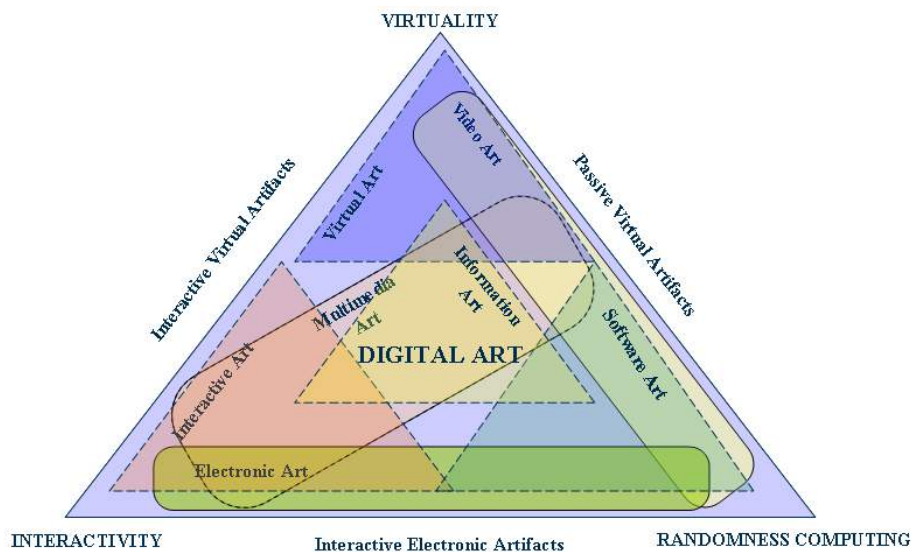 VIRTUALITY
Video Art
Virtual Art
Interactive Virtual Artifacts
Passive Virtual Artifacts
Information
Art
Multimedia
Art
Software Art
DIGITAL ART
Interactive Art
Electronic Art
INTERACTIVITY
Interactive Electronic Artifacts
RANDOMNESS COMPUTING